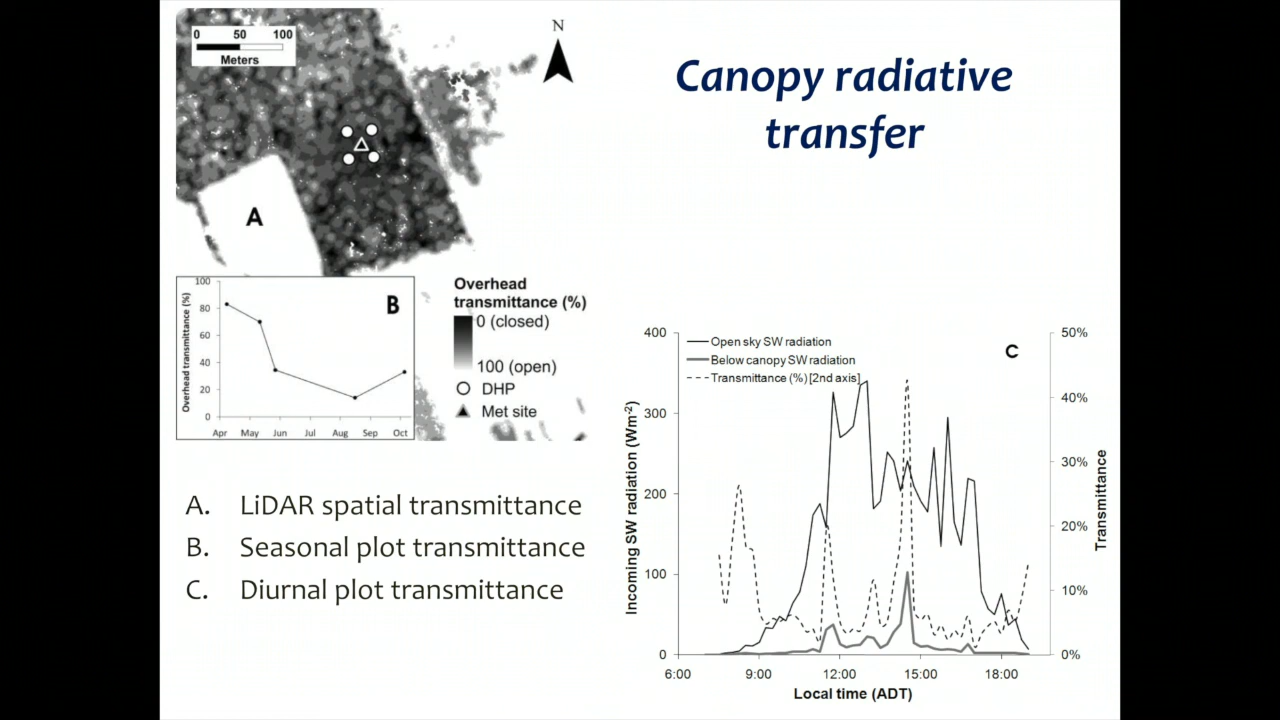 Canopy radiative
transfer
0 50 100
Meters
N
A
B
Overhead transmittance (%)
100
80
60
40
20
0
Apr May Jun Jul Aug Sep Oct
Overhead
transmittance (%)
0 (closed)
100 (open)
DHP
Met site
A. LiDAR spatial transmittance
B. Seasonal plot transmittance
C. Diurnal plot transmittance
C
Open sky SW radiation
Below canopy SW radiation
Transmittance (%) [2nd axis]
Incoming SW radiation (Wm⁻²)
400
300
200
100
0
50%
40%
30%
20%
10%
0%
Transmittance
6:00 9:00 12:00 15:00 18:00
Local time (ADT)